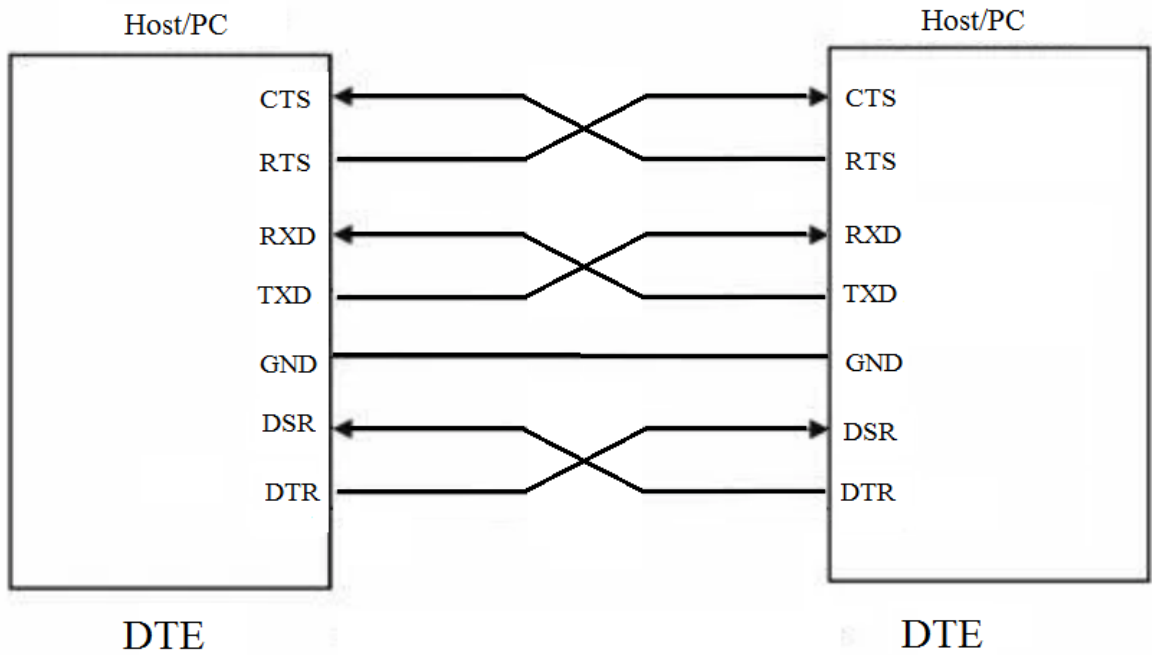 Host/PC
Host/PC
CTS
CTS
RTS
RTS
RXD
RXD
TXD
TXD
GND
GND
DSR
DSR
DTR
DTR
DTE
DTE